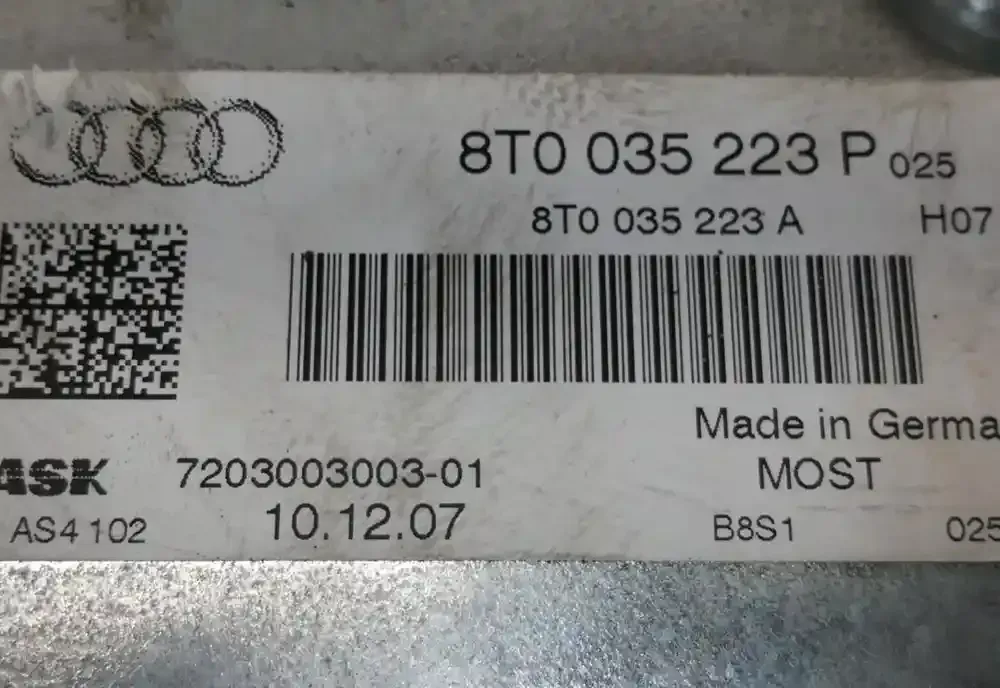 8T0 035 223 P 025
8T0 035 223 A H07
Made in Germa
ASK 7203003003-01 MOST
AS4 102 10.12.07 B8S1 025